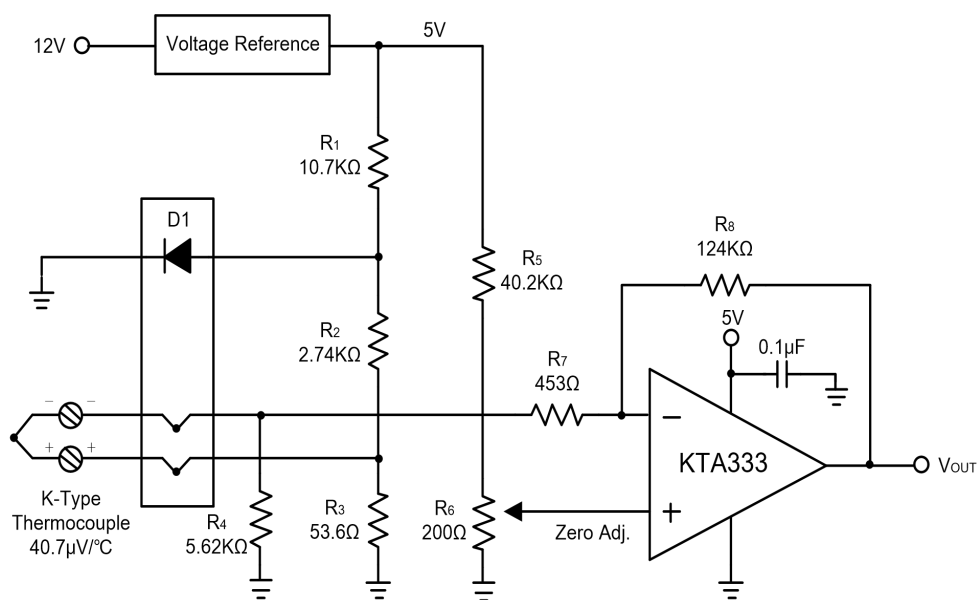 12V
Voltage Reference
5V
R1
10.7KΩ
D1
R8
124KΩ
R5
40.2KΩ
5V
R2
2.74KΩ
0.1μF
R7
453Ω
− −
−
+ +
KTA333
VOUT
K-Type
Thermocouple
40.7μV/℃
R4
5.62KΩ
R3
53.6Ω
R6
200Ω
+
Zero Adj.